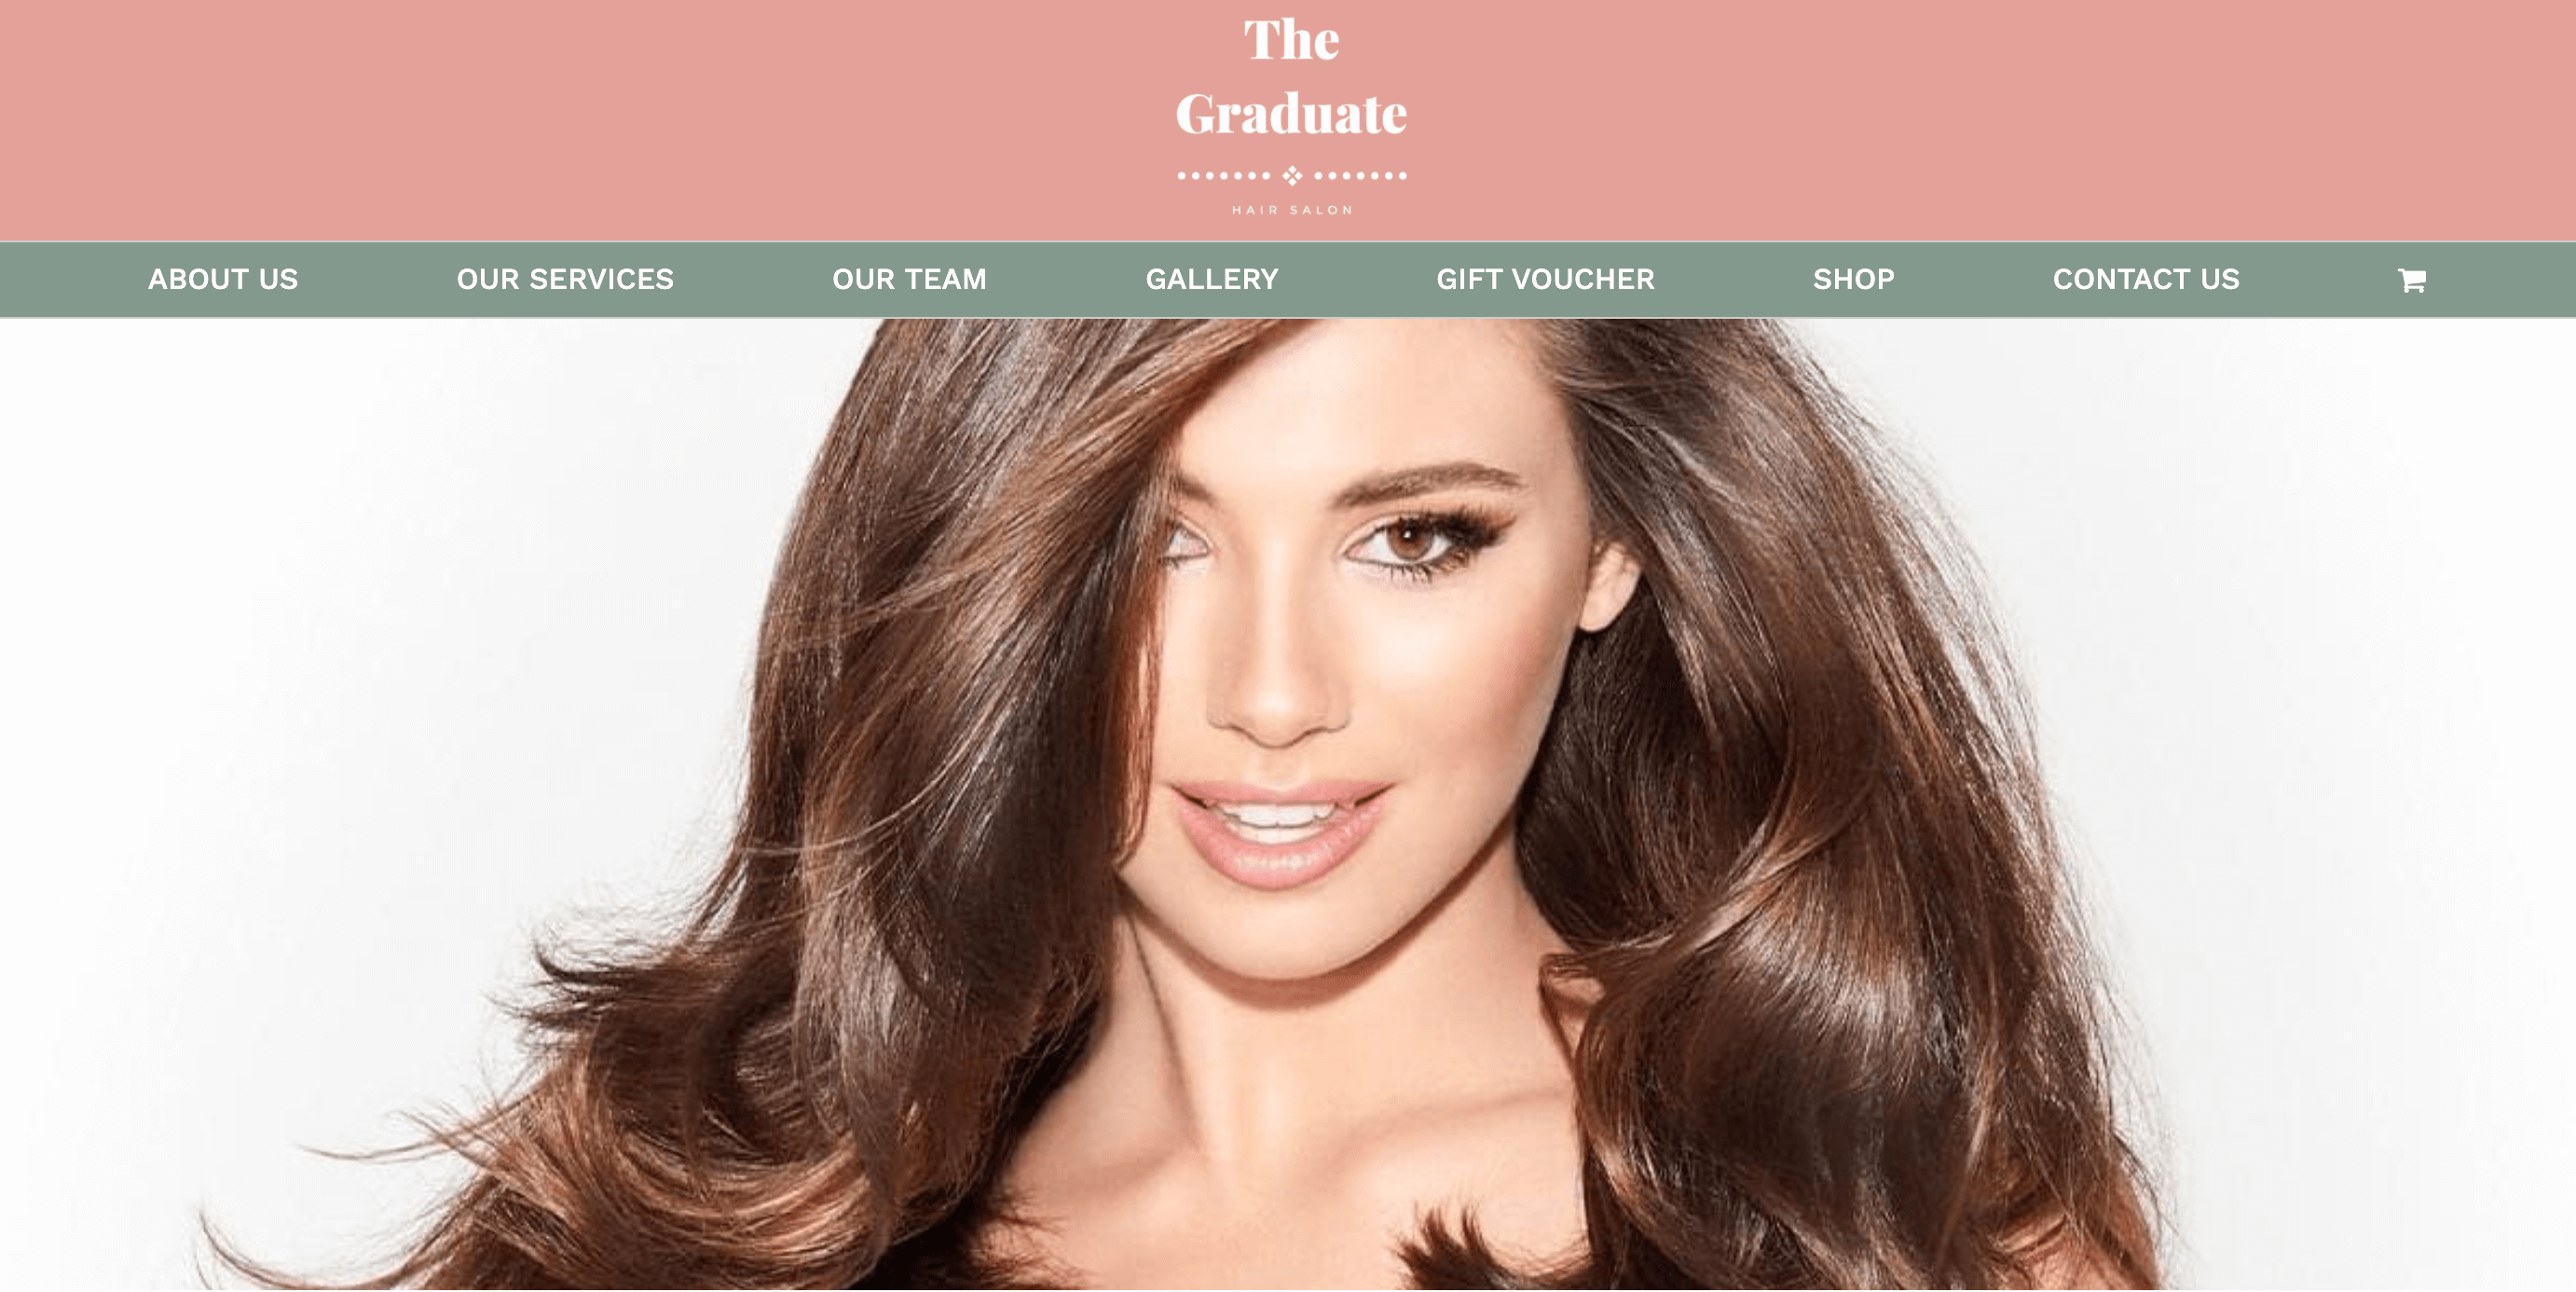 The
Graduate
HAIR SALON
ABOUT US
OUR SERVICES
OUR TEAM
GALLERY
GIFT VOUCHER
SHOP
CONTACT US